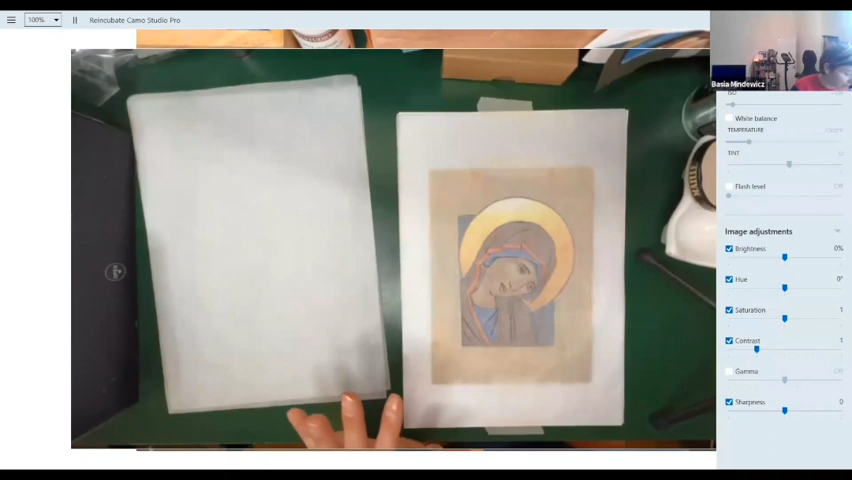 100%
Reincubate Camo Studio Pro
Basia Mindewicz
ISO
White balance
TEMPERATURE
TINT
Flash level
Off
Image adjustments
Brightness 0%
Hue 0°
Saturation 1
Contrast 1
Gamma Off
Sharpness 0